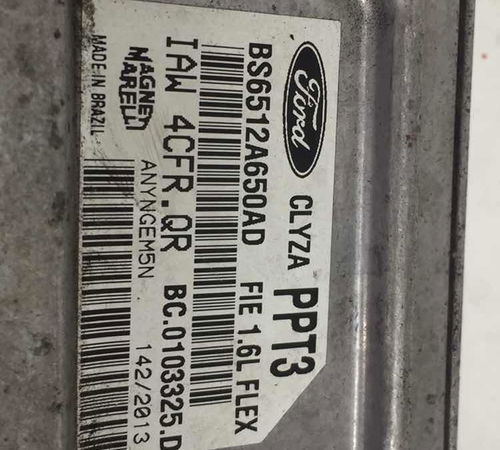 Ford CLYZA PPT3
BS6512A650AD FIE 1.6L FLEX
IAW 4CFR.QR BC.0103325.D
MAGNETI MARELLI ANYNGEM5N 142/2013
MADE IN BRAZIL